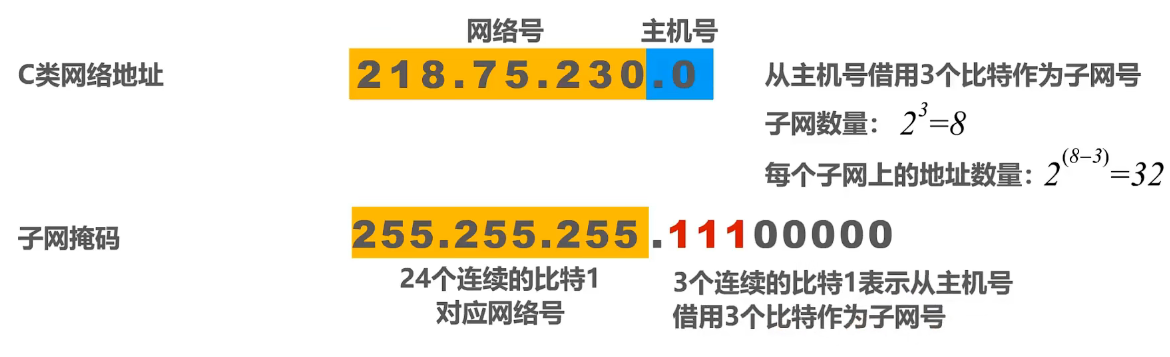 网络号 主机号
C类网络地址 218.75.230.0 从主机号借用3个比特作为子网号
子网数量： 2^3=8
每个子网上的地址数量：2^(8-3)=32
子网掩码 255.255.255.11100000
24个连续的比特1 3个连续的比特1表示从主机号
对应网络号 借用3个比特作为子网号